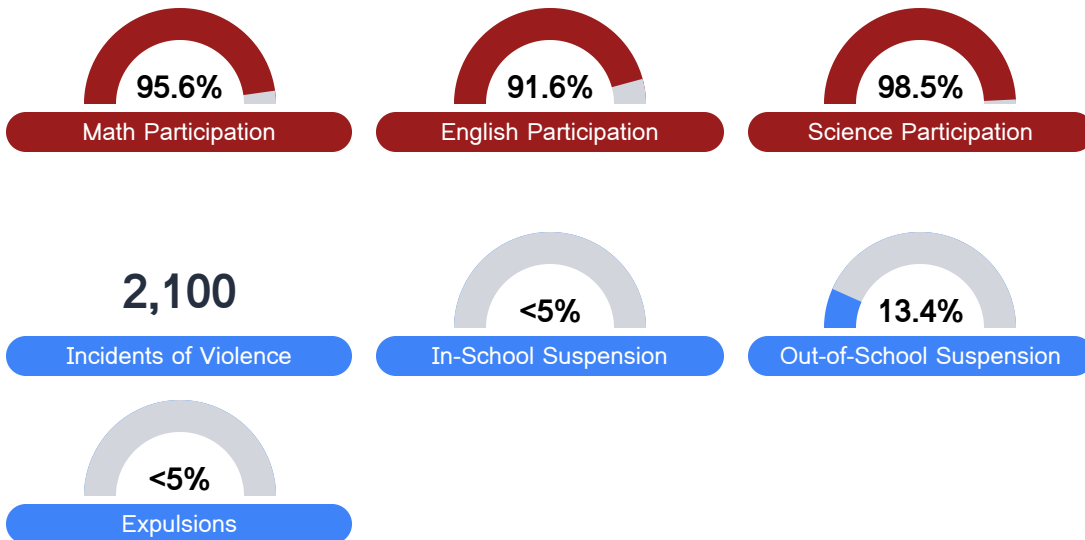 95.6%
91.6%
98.5%
Math Participation
English Participation
Science Participation
2,100
<5%
13.4%
Incidents of Violence
In-School Suspension
Out-of-School Suspension
<5%
Expulsions